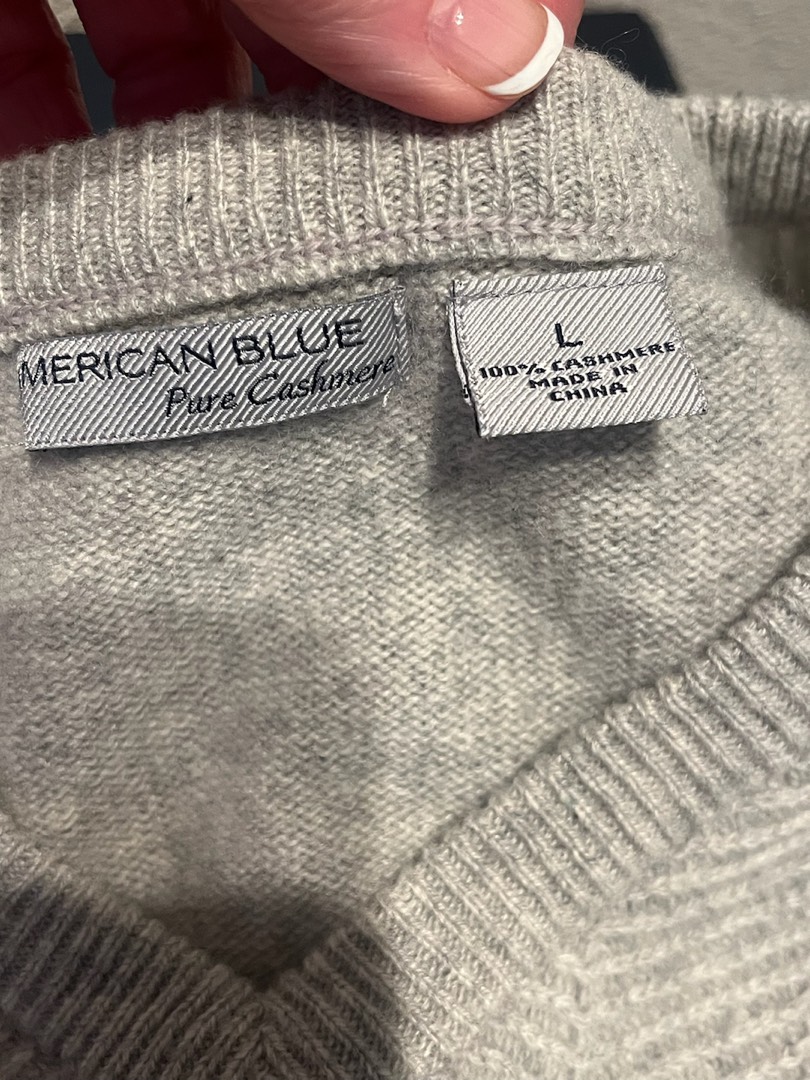 MERICAN BLUE
Pure Cashmere
L
100% CASHMERE
MADE IN
CHINA